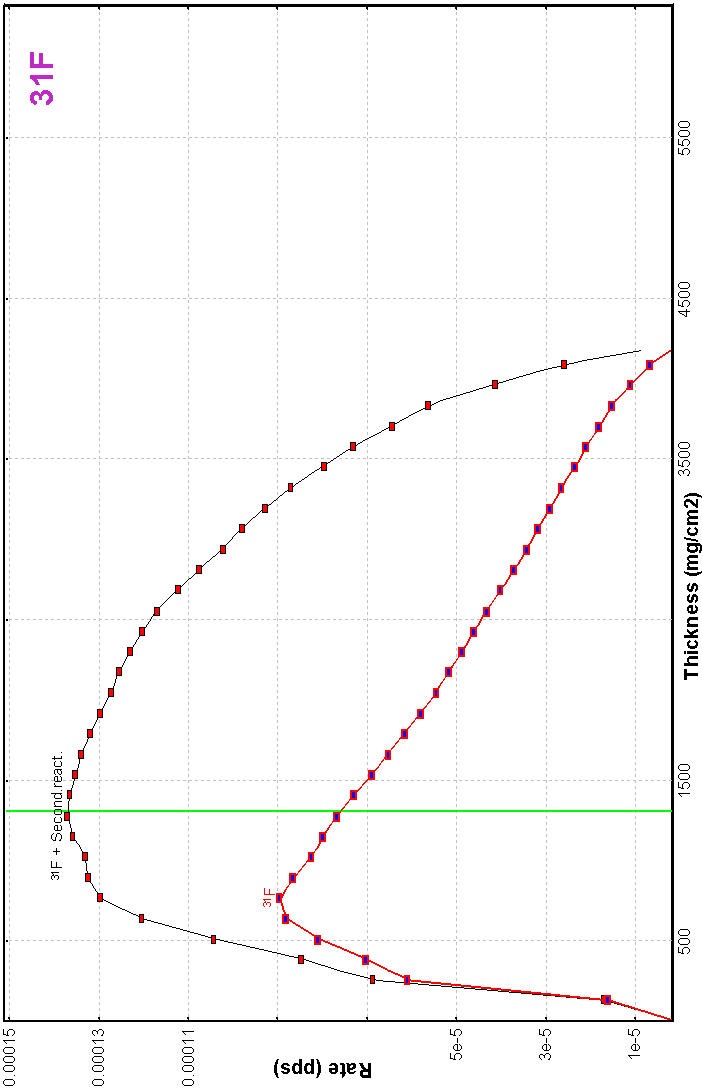 31F
0.00015
0.00013
0.00011
5e-5
3e-5
1e-5
Rate (pps)
31F + Second.react.
31F
500
1500
3500
4500
5500
Thickness (mg/cm2)